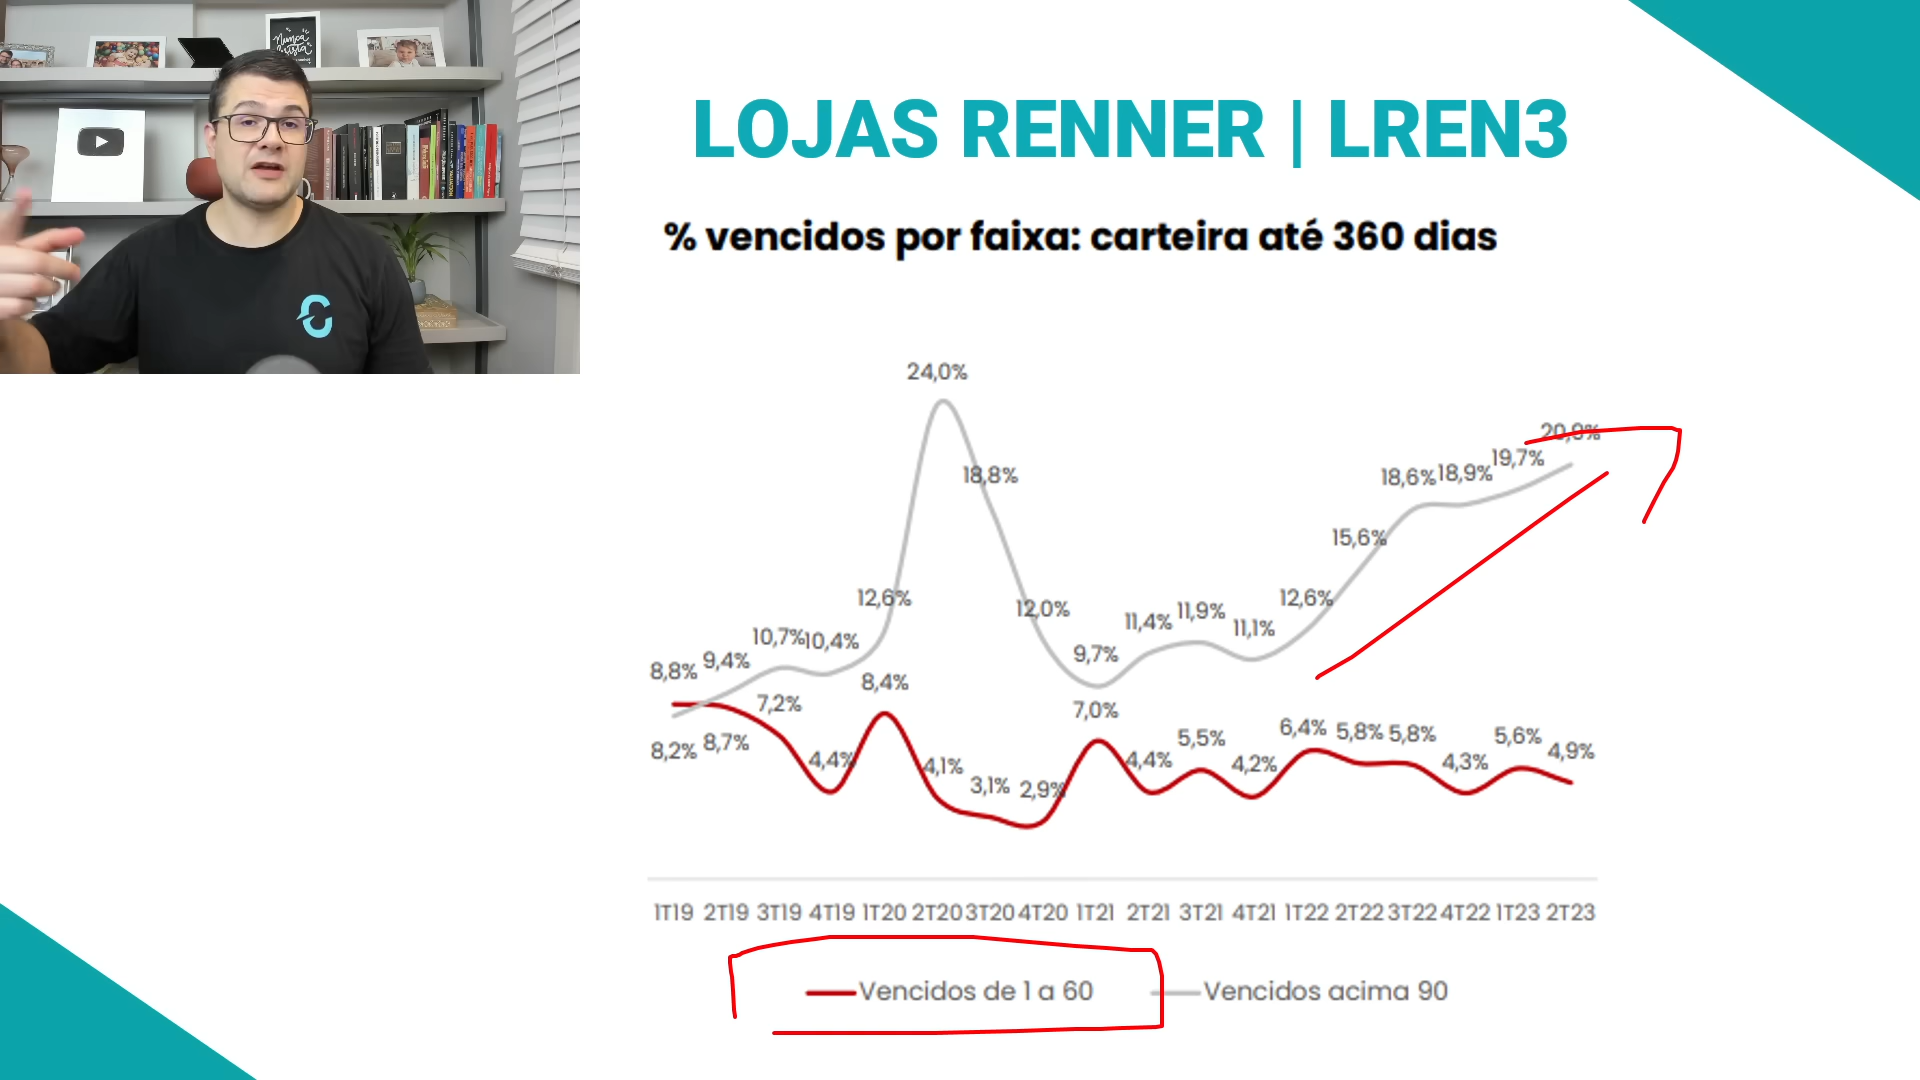 Nunca
LOJAS RENNER | LREN3
% vencidos por faixa: carteira até 360 dias
24,0%
20,9%
19,7%
18,6% 18,9%
18,8%
15,6%
12,6% 12,0% 12,6%
11,4% 11,9% 11,1%
10,7% 10,4%
8,8% 9,4% 9,7%
8,4%
7,2% 7,0%
8,2% 8,7% 4,4% 4,1% 3,1% 2,9% 4,4% 5,5% 4,2% 6,4% 5,8% 5,8% 4,3% 5,6% 4,9%
1T19 2T19 3T19 4T19 1T20 2T20 3T20 4T20 1T21 2T21 3T21 4T21 1T22 2T22 3T22 4T22 1T23 2T23
Vencidos de 1 a 60 Vencidos acima 90